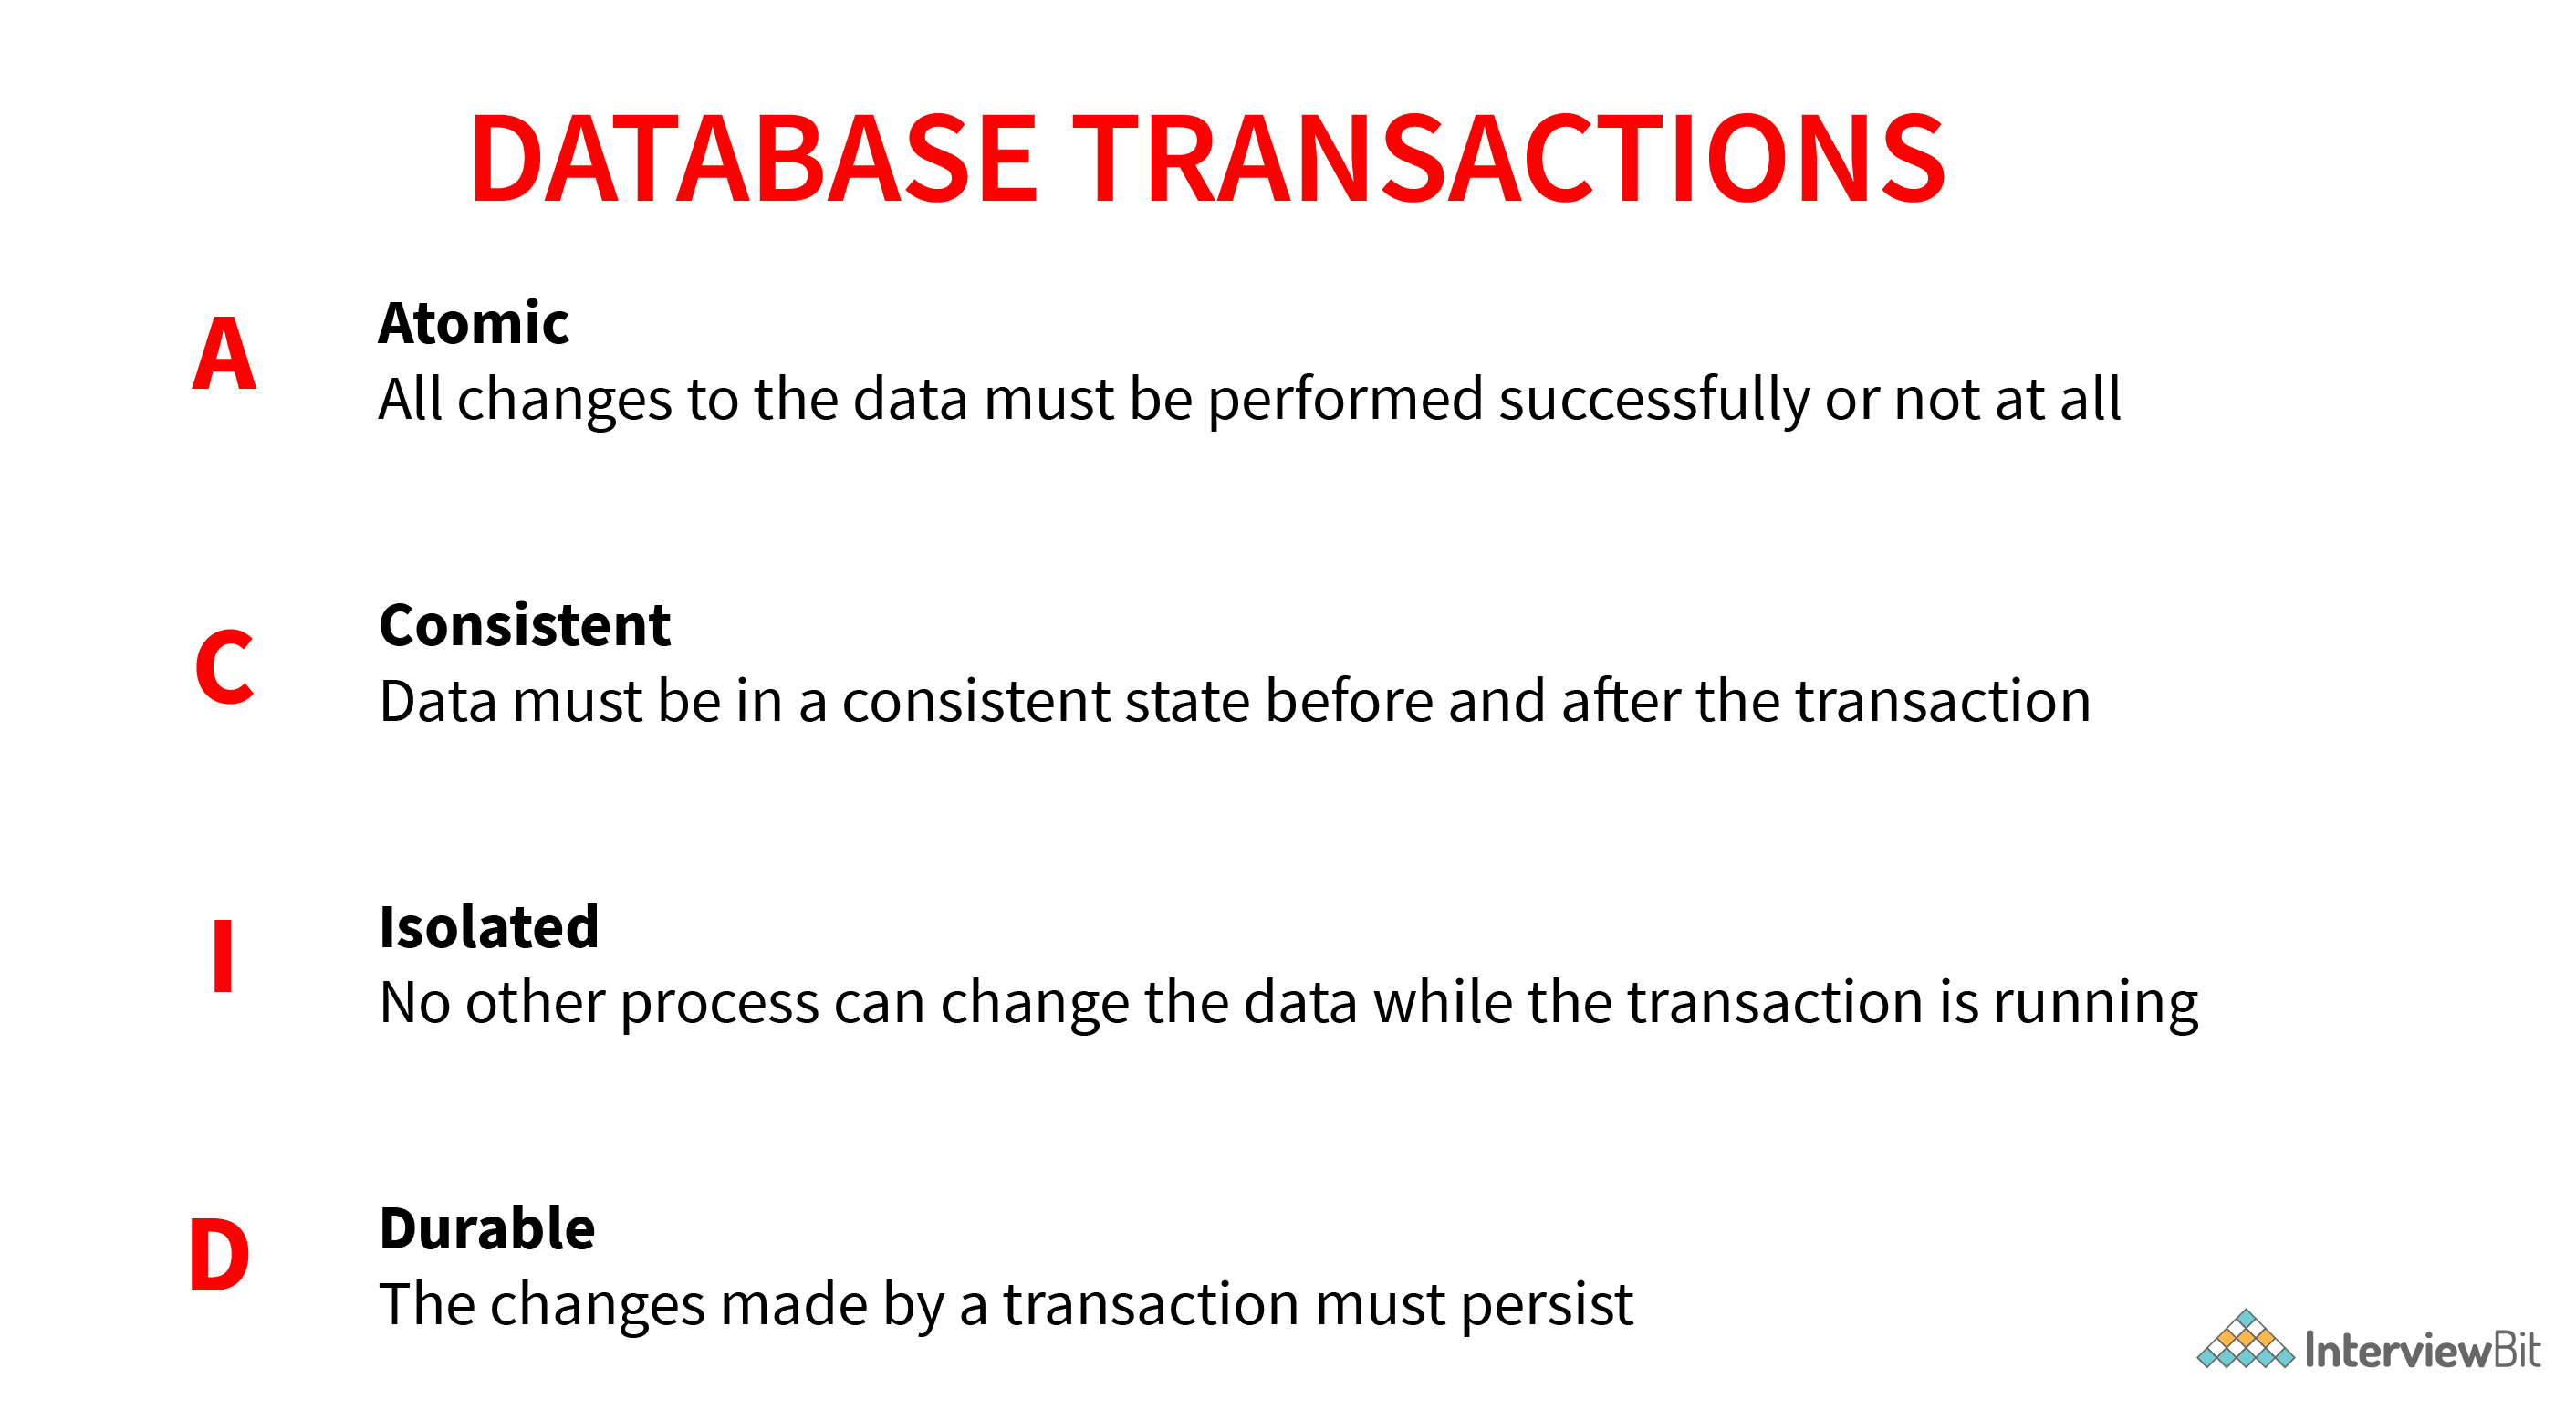 DATABASE TRANSACTIONS
A
Atomic
All changes to the data must be performed successfully or not at all
C
Consistent
Data must be in a consistent state before and after the transaction
I
Isolated
No other process can change the data while the transaction is running
D
Durable
The changes made by a transaction must persist
InterviewBit